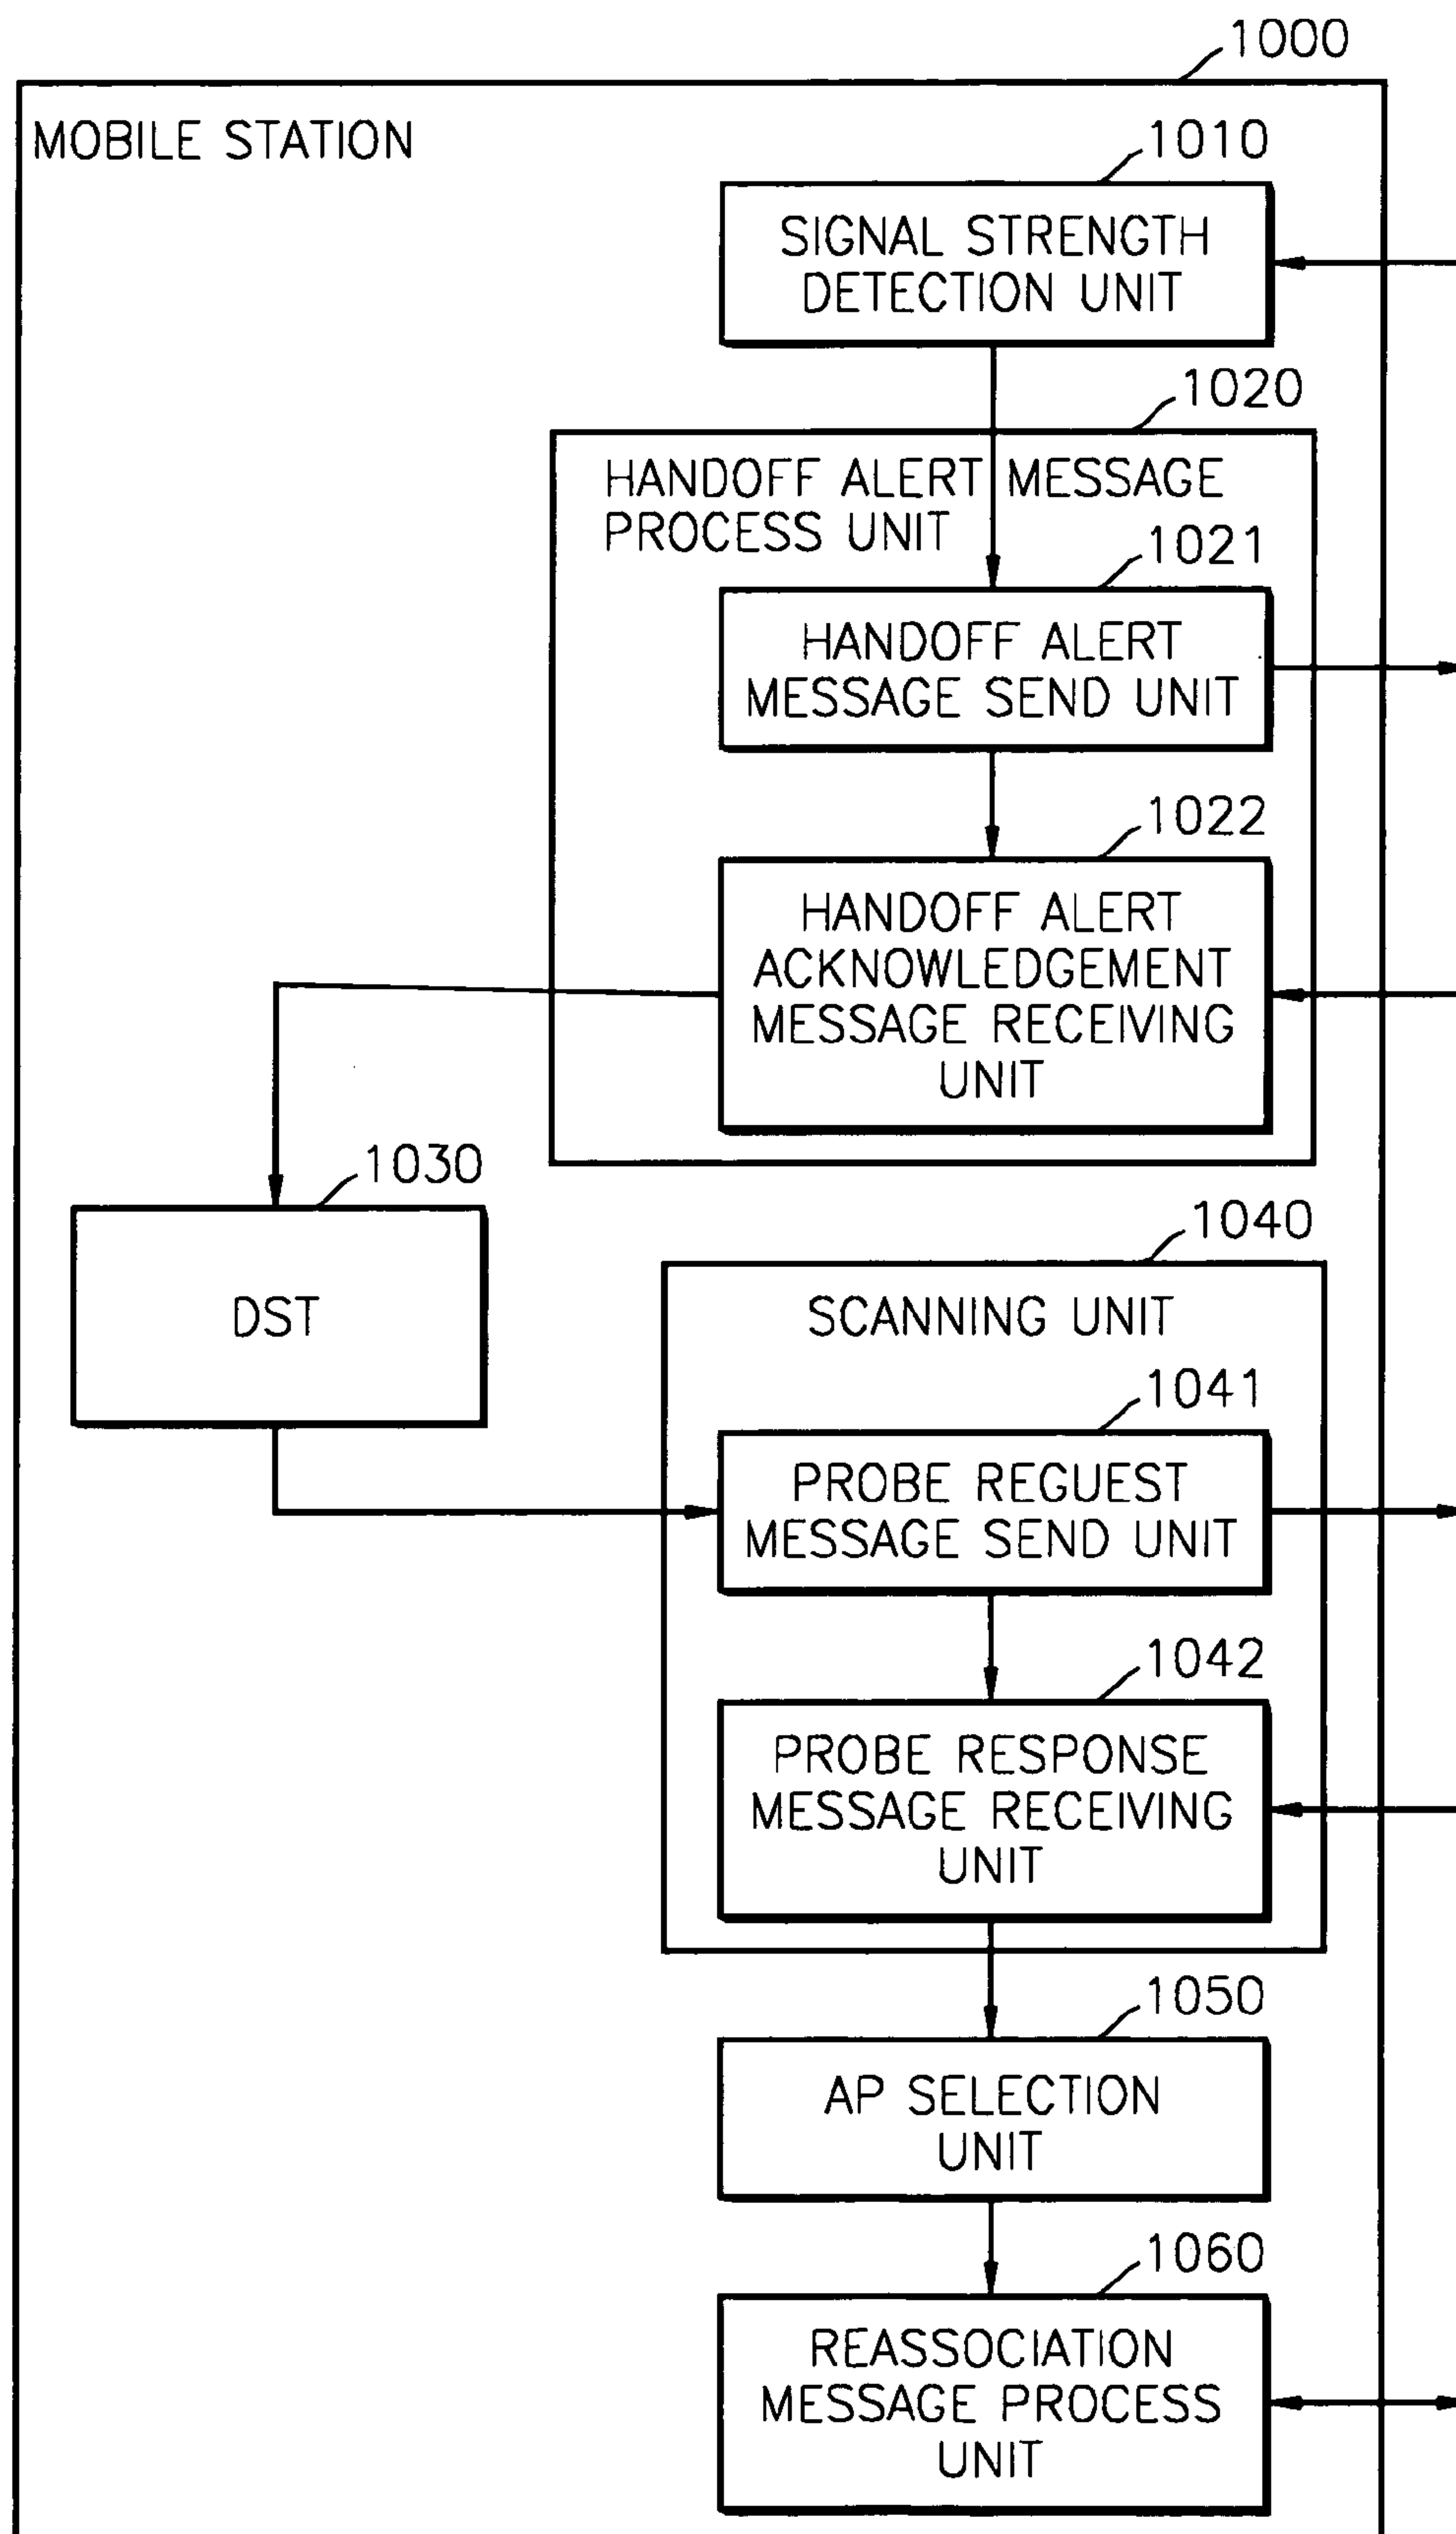 1000
MOBILE STATION
1010
SIGNAL STRENGTH
DETECTION UNIT
1020
HANDOFF ALERT MESSAGE
PROCESS UNIT
1021
HANDOFF ALERT
MESSAGE SEND UNIT
1022
HANDOFF ALERT
ACKNOWLEDGEMENT
MESSAGE RECEIVING
UNIT
1030
DST
1040
SCANNING UNIT
1041
PROBE REGUEST
MESSAGE SEND UNIT
1042
PROBE RESPONSE
MESSAGE RECEIVING
UNIT
1050
AP SELECTION
UNIT
1060
REASSOCIATION
MESSAGE PROCESS
UNIT